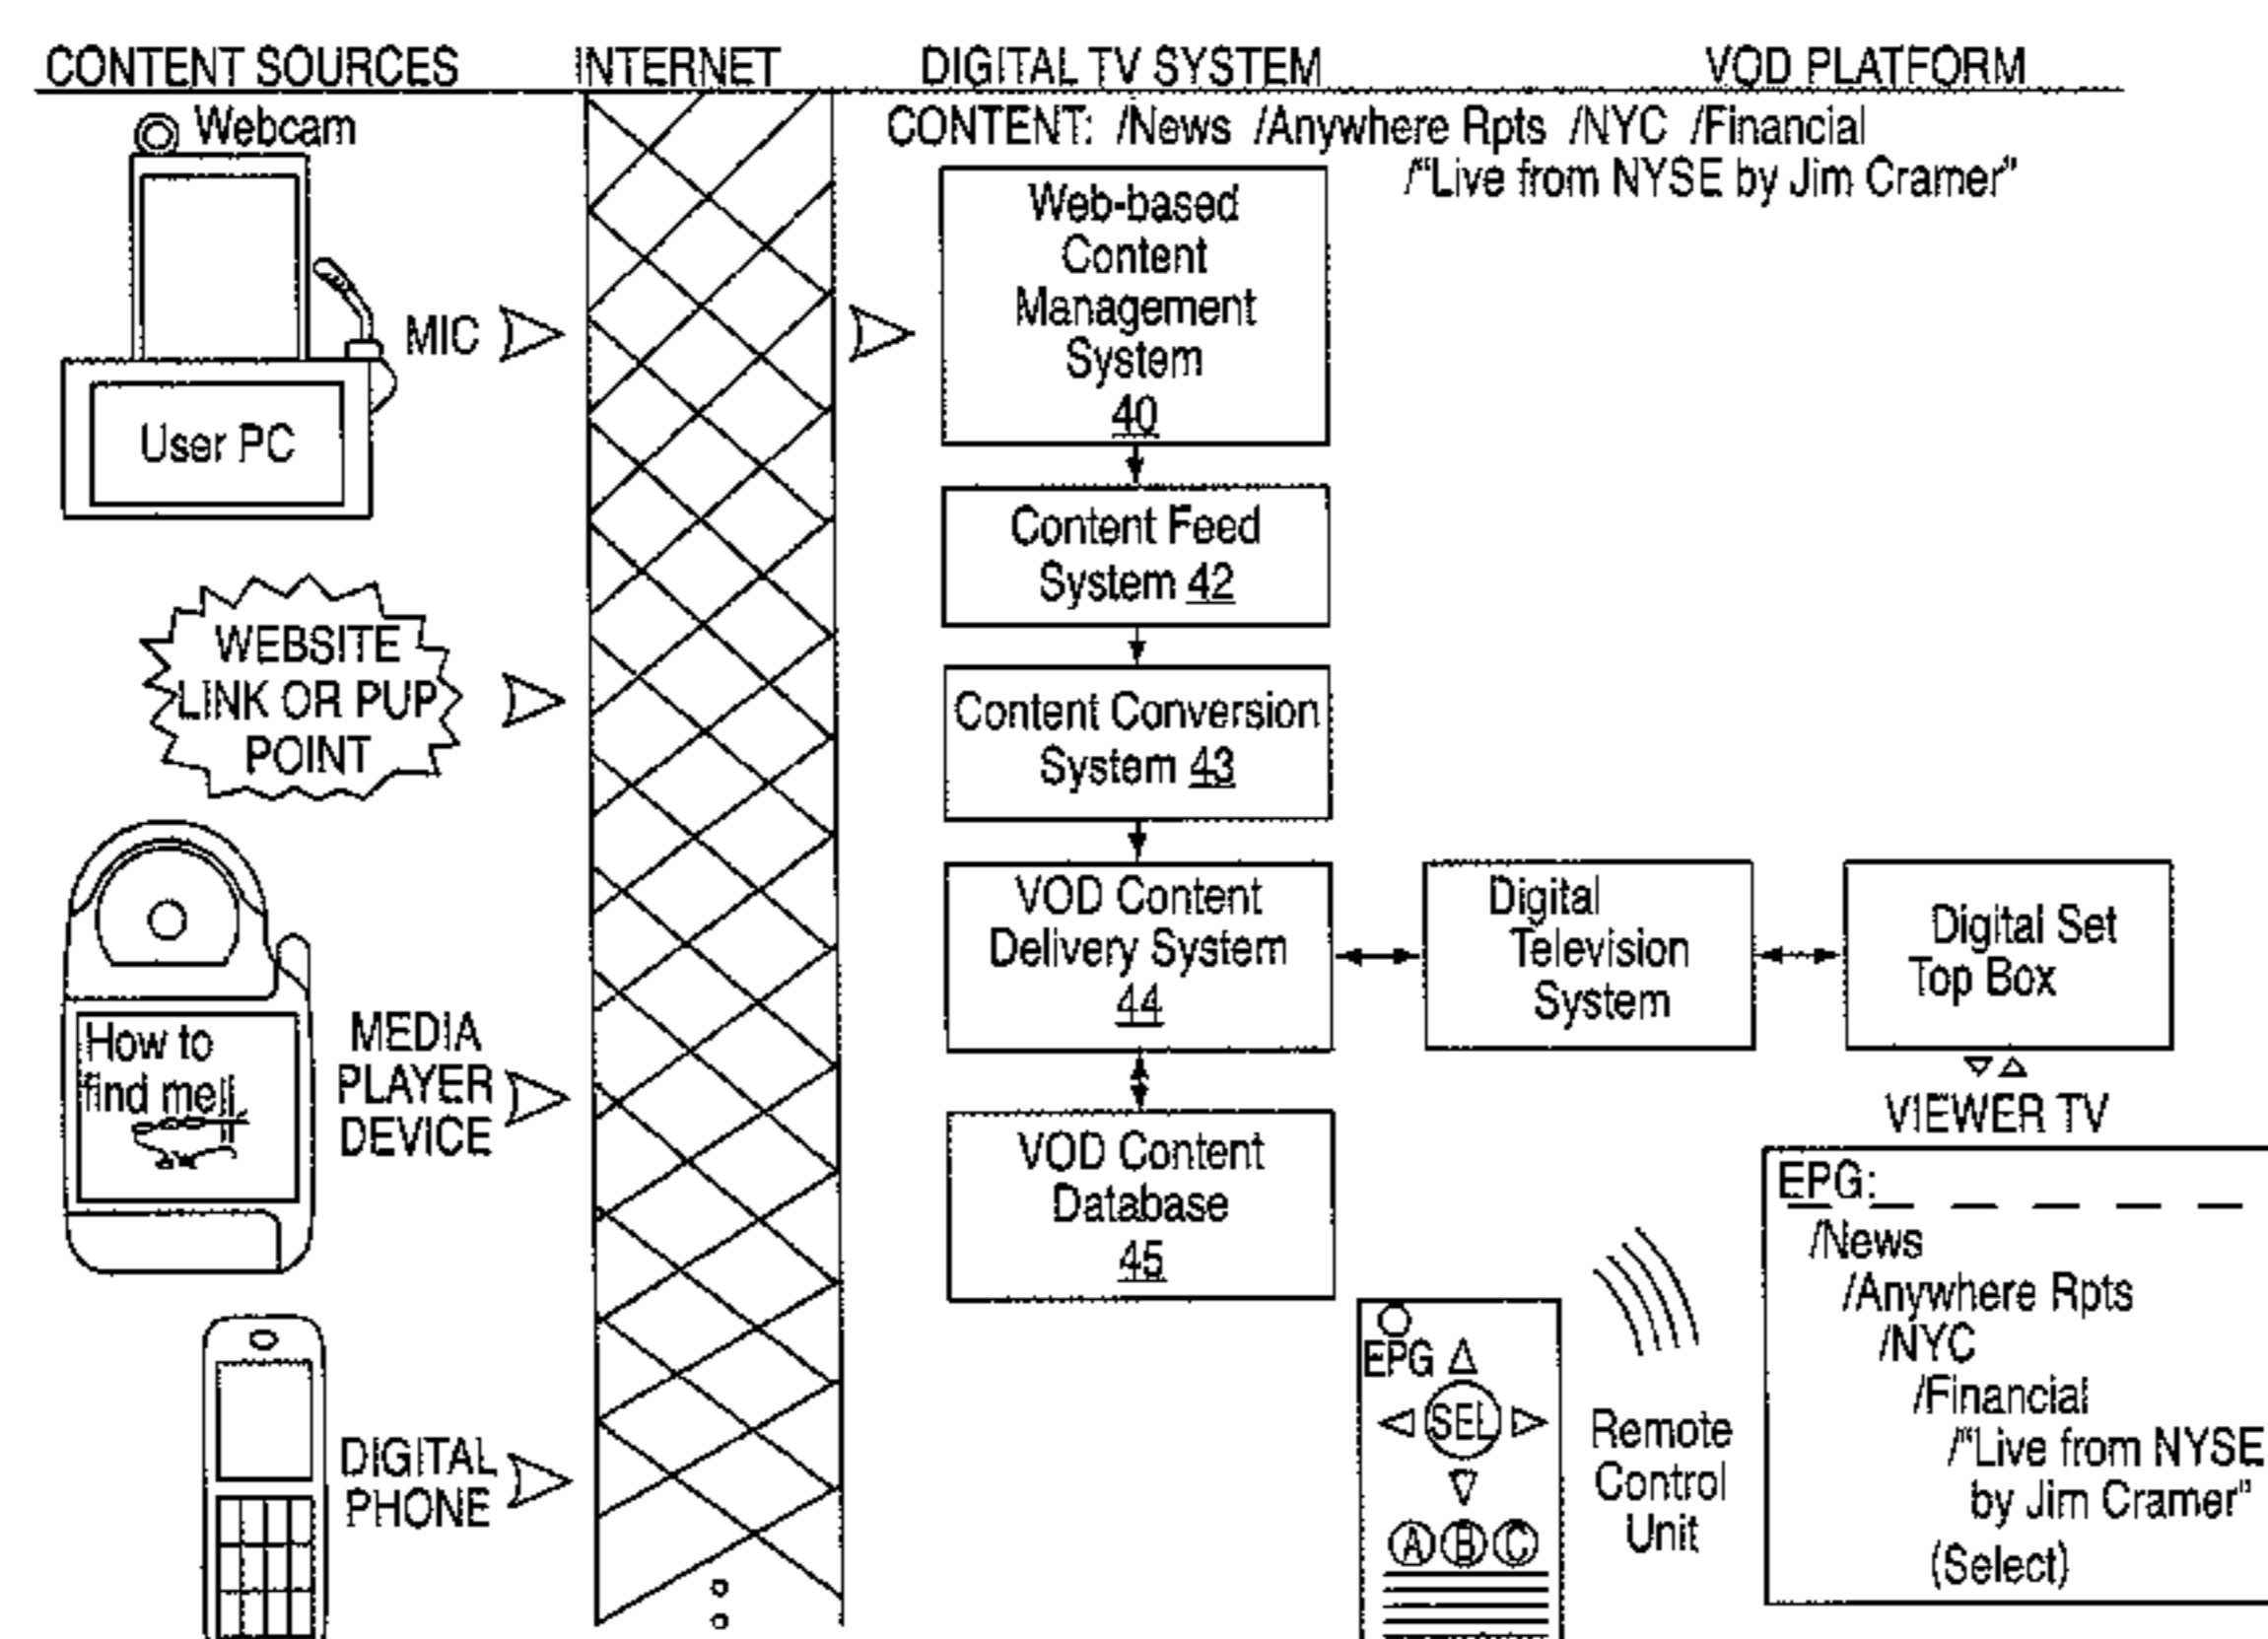 CONTENT SOURCES INTERNET DIGITAL TV SYSTEM VOD PLATFORM
Webcam
CONTENT: /News /Anywhere Rpts /NYC /Financial
/"Live from NYSE by Jim Cramer"
MIC
User PC
Web-based
Content
Management
System
40
Content Feed
System 42
WEBSITE
LINK OR PUP
POINT
Content Conversion
System 43
VOD Content
Delivery System
44
Digital
Television
System
Digital Set
Top Box
How to
find me
MEDIA
PLAYER
DEVICE
VIEWER TV
VOD Content
Database
45
EPG:
/News
/Anywhere Rpts
/NYC
/Financial
/"Live from NYSE
by Jim Cramer"
(Select)
EPG
SEL
A B C
Remote
Control
Unit
DIGITAL
PHONE